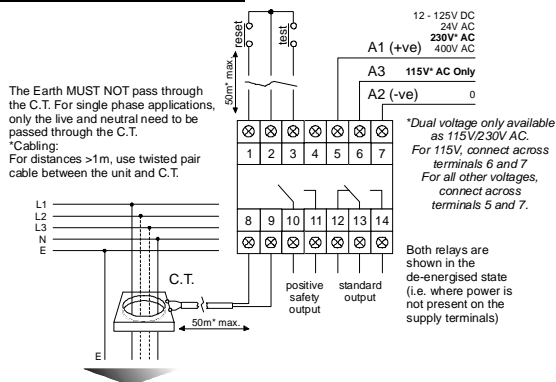 12 - 125V DC
24V AC
230V* AC
400V AC
A1 (+ve)
A3 115V* AC Only
A2 (-ve) 0
reset
test
50m* max.
The Earth MUST NOT pass through
the C.T. For single phase applications,
only the live and neutral need to be
passed through the C.T.
*Cabling:
For distances >1m, use twisted pair
cable between the unit and C.T.
*Dual voltage only available
as 115V/230V AC.
For 115V, connect across
terminals 6 and 7
For all other voltages,
connect across
terminals 5 and 7.
1 2 3 4 5 6 7
8 9 10 11 12 13 14
L1
L2
L3
N
E
C.T.
50m* max.
E
positive
safety
output
standard
output
Both relays are
shown in the
de-energised state
(i.e. where power is
not present on the
supply terminals)